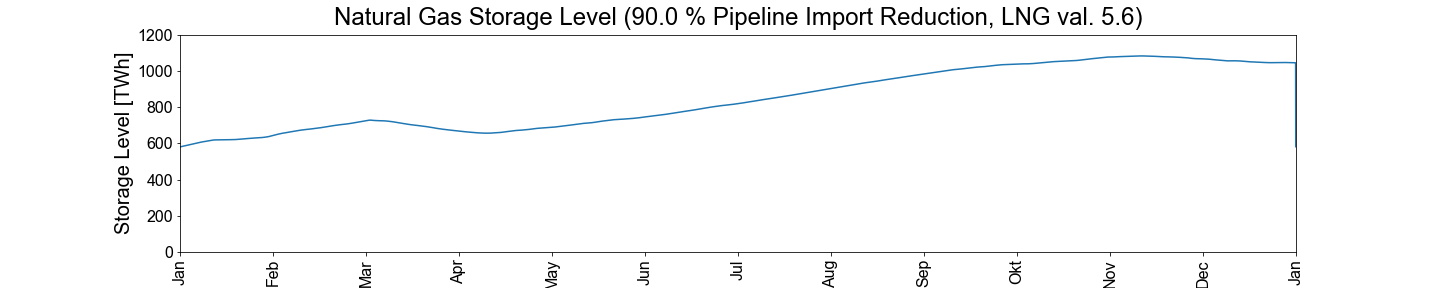 Natural Gas Storage Level (90.0 % Pipeline Import Reduction, LNG val. 5.6)
Storage Level [TWh]
1200
1000
800
600
400
200
0
Jan
Feb
Mar
Apr
May
Jun
Jul
Aug
Sep
Okt
Nov
Dec
Jan